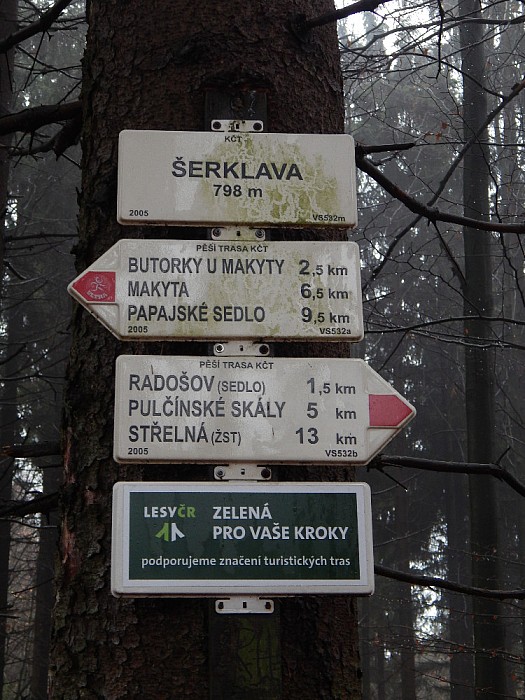 KČT
ŠERKLAVA
798 m
2005 VS532m
PĚŠÍ TRASA KČT
BUTORKY U MAKYTY 2,5 km
MAKYTA 6,5 km
PAPAJSKÉ SEDLO 9,5 km
2005 VS532a
PĚŠÍ TRASA KČT
RADOŠOV (SEDLO) 1,5 km
PULČÍNSKÉ SKÁLY 5 km
STŘELNÁ (ŽST) 13 km
2005 VS532b
LESYČR ZELENÁ
PRO VAŠE KROKY
podporujeme značení turistických tras